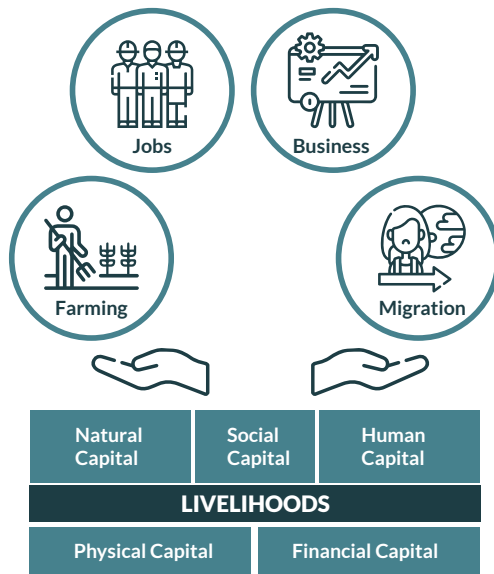 Jobs
Business
Farming
Migration
Natural
Capital
Social
Capital
Human
Capital
LIVELIHOODS
Physical Capital
Financial Capital